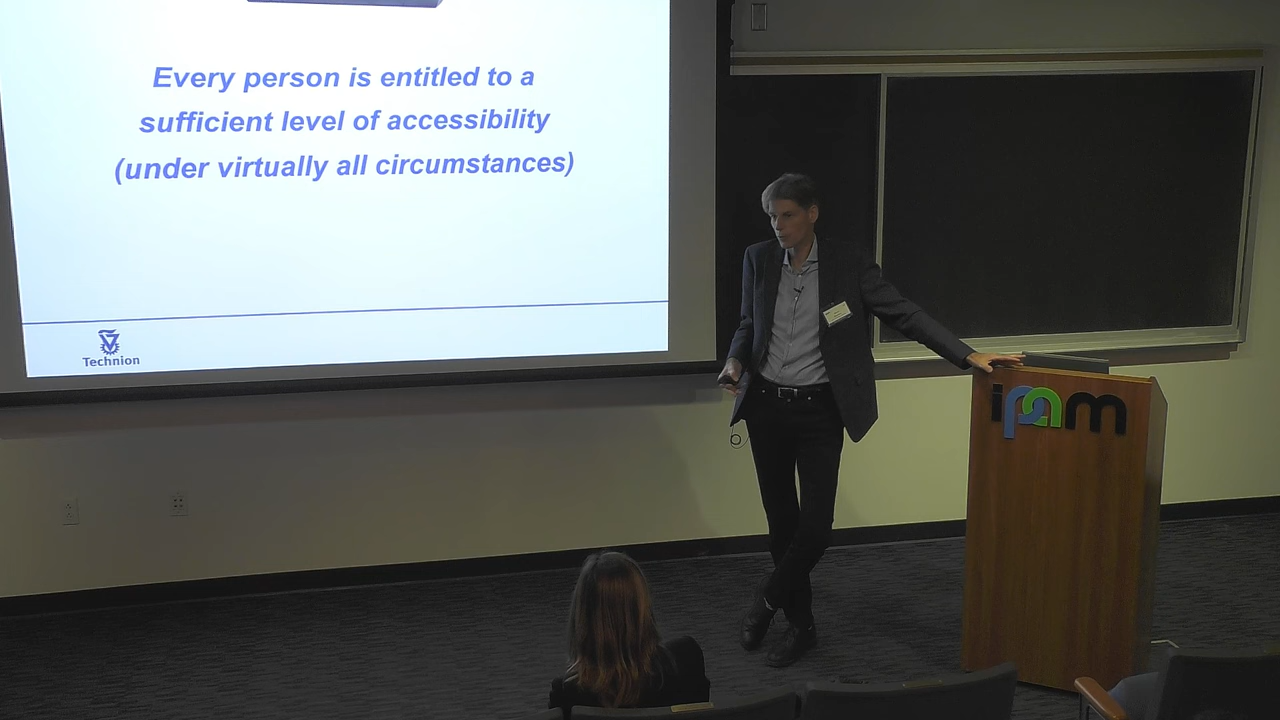 Every person is entitled to a
sufficient level of accessibility
(under virtually all circumstances)
Technion
ipam